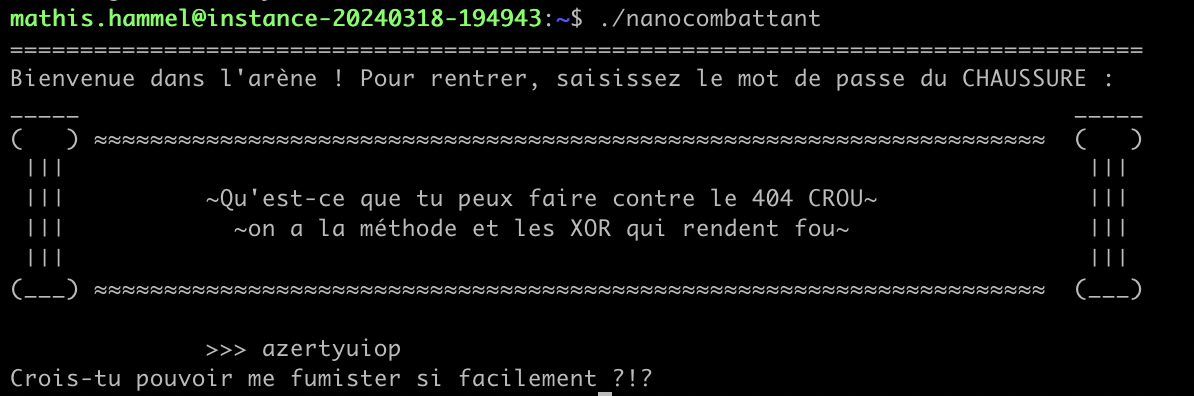 mathis.hammel@instance-20240318-194943:~$ ./nanocombattant
=================================================================================
Bienvenue dans l'arène ! Pour rentrer, saisissez le mot de passe du CHAUSSURE :
_____                                                                       _____
(   ) ≈≈≈≈≈≈≈≈≈≈≈≈≈≈≈≈≈≈≈≈≈≈≈≈≈≈≈≈≈≈≈≈≈≈≈≈≈≈≈≈≈≈≈≈≈≈≈≈≈≈≈≈≈≈≈≈≈≈≈≈≈≈≈≈≈≈≈≈  (   )
 |||                                                                         |||
 |||          ~Qu'est-ce que tu peux faire contre le 404 CROU~               |||
 |||            ~on a la méthode et les XOR qui rendent fou~                 |||
 |||                                                                         |||
(___) ≈≈≈≈≈≈≈≈≈≈≈≈≈≈≈≈≈≈≈≈≈≈≈≈≈≈≈≈≈≈≈≈≈≈≈≈≈≈≈≈≈≈≈≈≈≈≈≈≈≈≈≈≈≈≈≈≈≈≈≈≈≈≈≈≈≈≈≈  (___)
              >>> azertyuiop
Crois-tu pouvoir me fumister si facilement ?!?